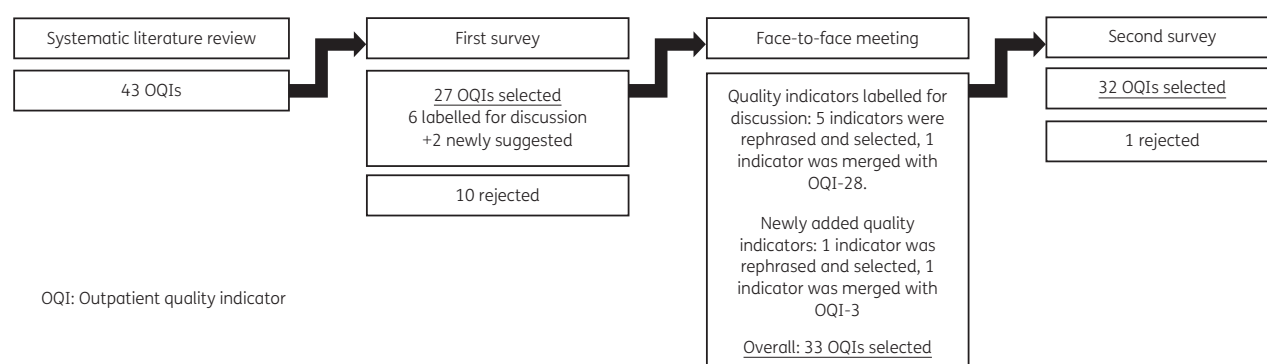 Systematic literature review
43 OQIs
First survey
27 OQIs selected
6 labelled for discussion
+2 newly suggested
10 rejected
Face-to-face meeting
Quality indicators labelled for
discussion: 5 indicators were
rephrased and selected, 1
indicator was merged with
OQI-28.
Newly added quality
indicators: 1 indicator was
rephrased and selected, 1
indicator was merged with
OQI-3
Overall: 33 OQIs selected
Second survey
32 OQIs selected
1 rejected
OQI: Outpatient quality indicator